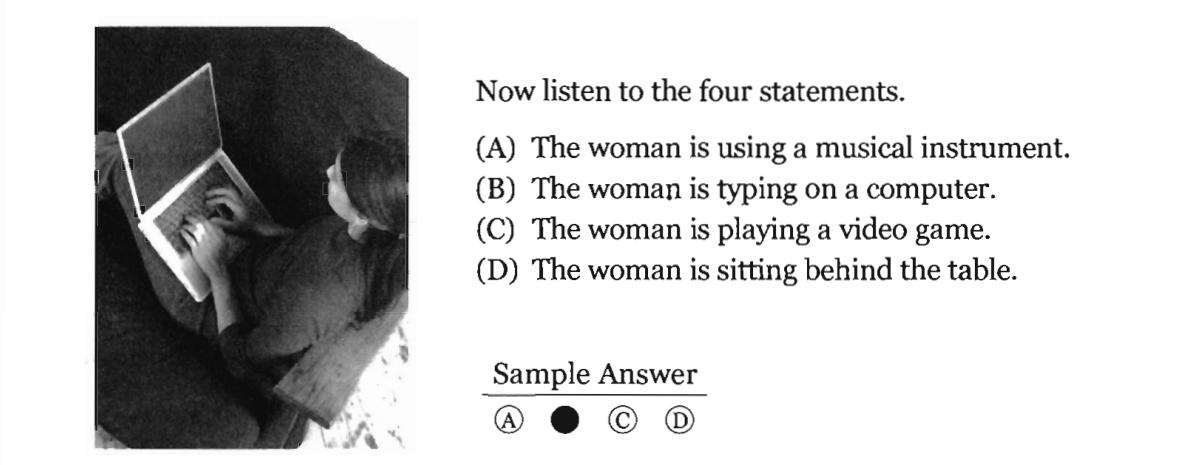 Now listen to the four statements.
(A) The woman is using a musical instrument.
(B) The woman is typing on a computer.
(C) The woman is playing a video game.
(D) The woman is sitting behind the table.
Sample Answer
Ⓐ ● Ⓒ Ⓓ